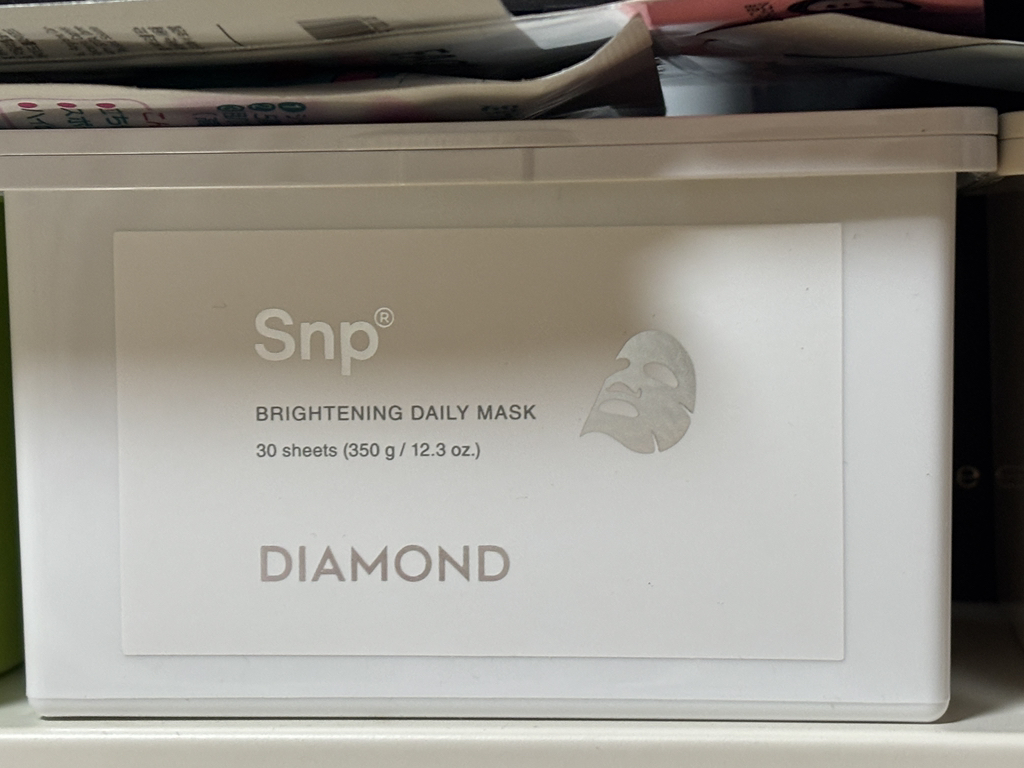 Snp®
BRIGHTENING DAILY MASK
30 sheets (350 g / 12.3 oz.)
DIAMOND